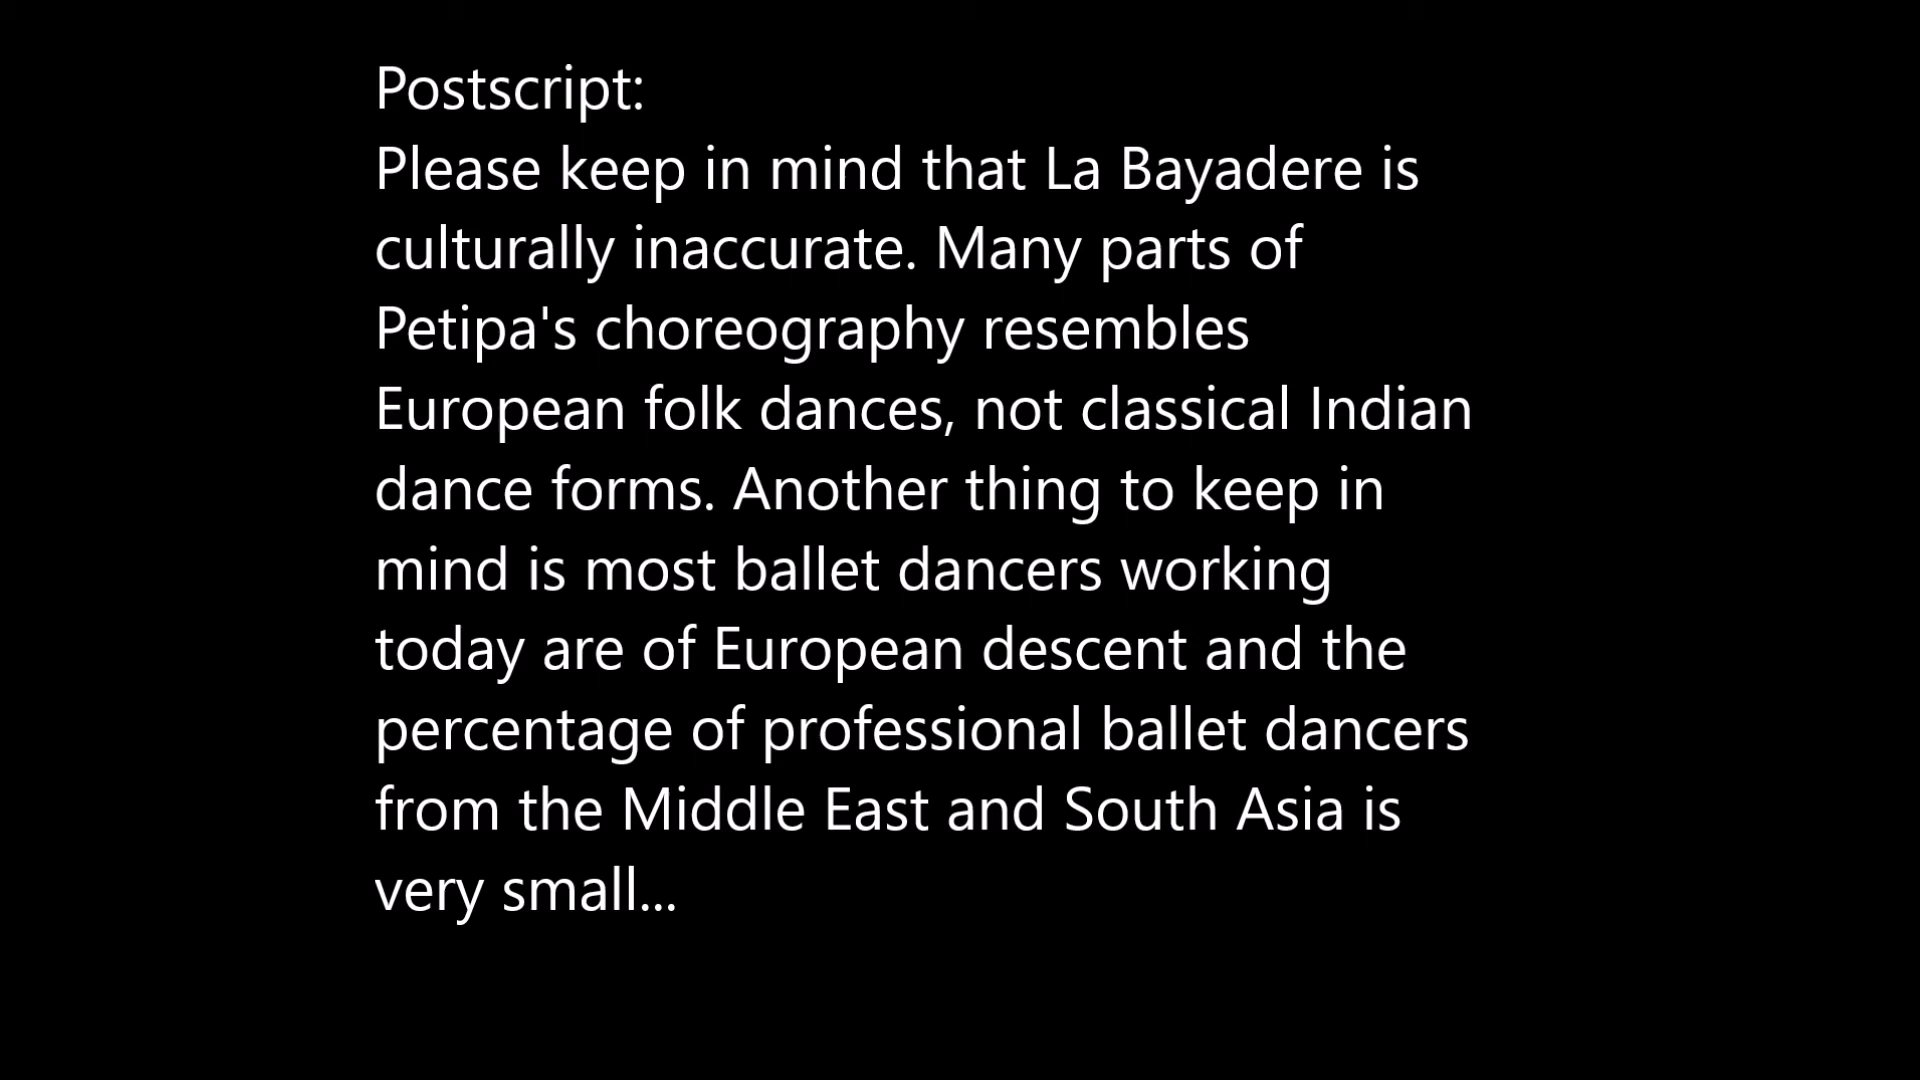 Postscript:
Please keep in mind that La Bayadere is
culturally inaccurate. Many parts of
Petipa's choreography resembles
European folk dances, not classical Indian
dance forms. Another thing to keep in
mind is most ballet dancers working
today are of European descent and the
percentage of professional ballet dancers
from the Middle East and South Asia is
very small...